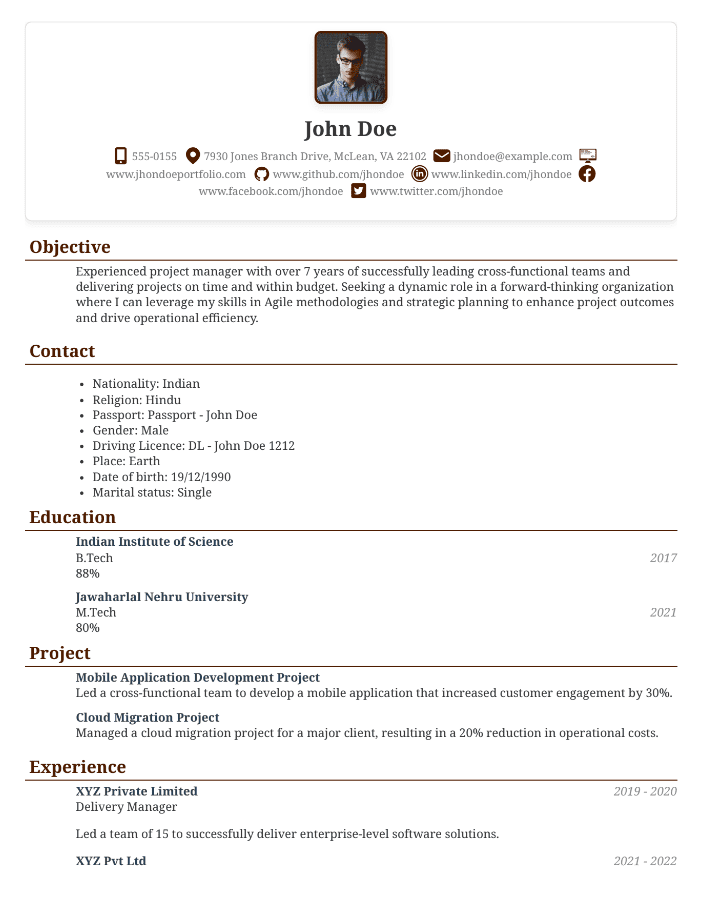 John Doe
555-0155 7930 Jones Branch Drive, McLean, VA 22102 jhondoe@example.com
www.jhondoeportfolio.com www.github.com/jhondoe www.linkedin.com/jhondoe
www.facebook.com/jhondoe www.twitter.com/jhondoe
Objective
Experienced project manager with over 7 years of successfully leading cross-functional teams and
delivering projects on time and within budget. Seeking a dynamic role in a forward-thinking organization
where I can leverage my skills in Agile methodologies and strategic planning to enhance project outcomes
and drive operational efficiency.
Contact
• Nationality: Indian
• Religion: Hindu
• Passport: Passport - John Doe
• Gender: Male
• Driving Licence: DL - John Doe 1212
• Place: Earth
• Date of birth: 19/12/1990
• Marital status: Single
Education
Indian Institute of Science
B.Tech 2017
88%
Jawaharlal Nehru University
M.Tech 2021
80%
Project
Mobile Application Development Project
Led a cross-functional team to develop a mobile application that increased customer engagement by 30%.
Cloud Migration Project
Managed a cloud migration project for a major client, resulting in a 20% reduction in operational costs.
Experience
XYZ Private Limited 2019 - 2020
Delivery Manager
Led a team of 15 to successfully deliver enterprise-level software solutions.
XYZ Pvt Ltd 2021 - 2022